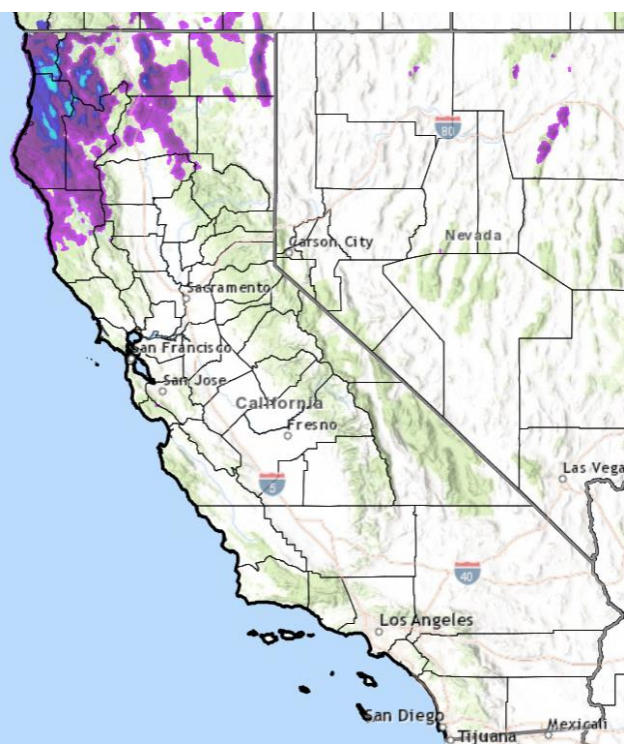 80
Carson City
Nevada
Sacramento
San Francisco
San Jose
California
Fresno
5
Las Vega
40
Los Angeles
San Diego
Tijuana
Mexicali